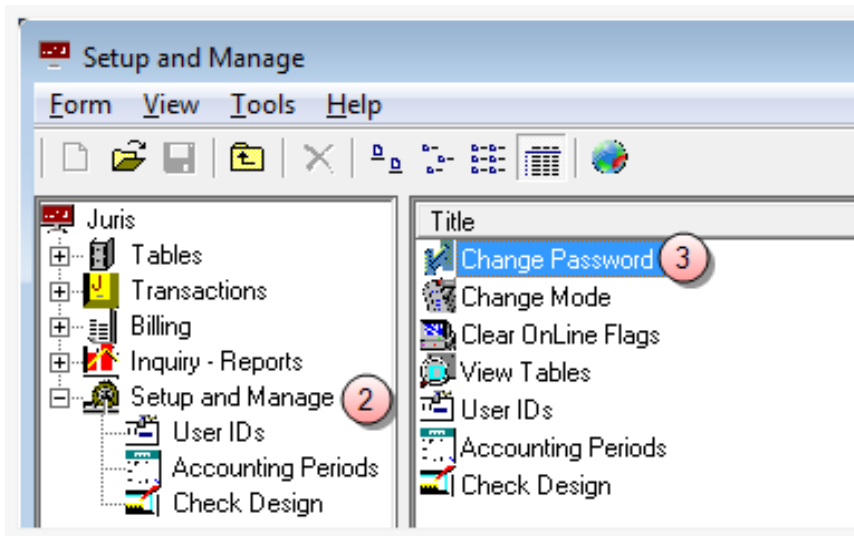 Setup and Manage
Form View Tools Help
Juris
Tables
Transactions
Billing
Inquiry - Reports
Setup and Manage 2
User IDs
Accounting Periods
Check Design
Title
Change Password 3
Change Mode
Clear OnLine Flags
View Tables
User IDs
Accounting Periods
Check Design